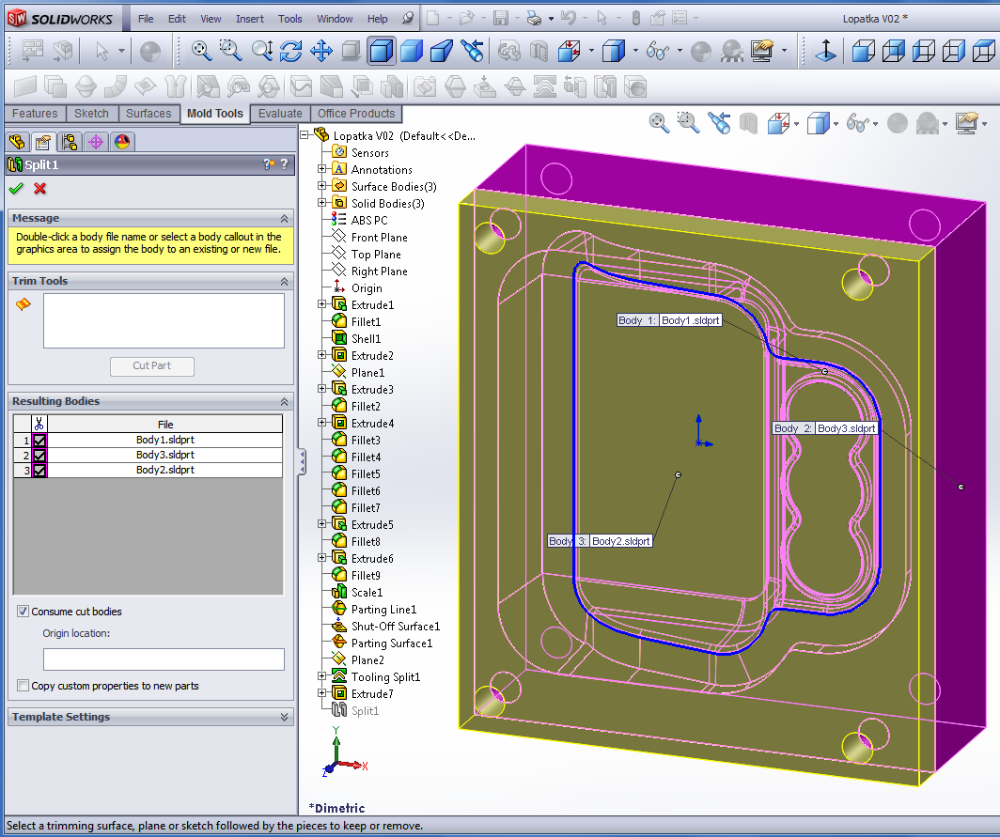 SOLIDWORKS File Edit View Insert Tools Window Help Lopatka V02 *
Features Sketch Surfaces Mold Tools Evaluate Office Products
Split1
? ?
Message
Double-click a body file name or select a body callout in the
graphics area to assign the body to an existing or new file.
Trim Tools
Cut Part
Resulting Bodies
File
1 Body1.sldprt
2 Body3.sldprt
3 Body2.sldprt
Consume cut bodies
Origin location:
Copy custom properties to new parts
Template Settings
Lopatka V02 (Default<<De...
Sensors
Annotations
Surface Bodies(3)
Solid Bodies(3)
ABS PC
Front Plane
Top Plane
Right Plane
Origin
Extrude1
Fillet1
Shell1
Extrude2
Plane1
Extrude3
Fillet2
Extrude4
Fillet3
Fillet4
Fillet5
Fillet6
Fillet7
Extrude5
Fillet8
Extrude6
Fillet9
Scale1
Parting Line1
Shut-Off Surface1
Parting Surface1
Plane2
Tooling Split1
Extrude7
Split1
Body 1: Body1.sldprt
Body 2: Body3.sldprt
Body 3: Body2.sldprt
Y
X
Z
*Dimetric
Select a trimming surface, plane or sketch followed by the pieces to keep or remove.